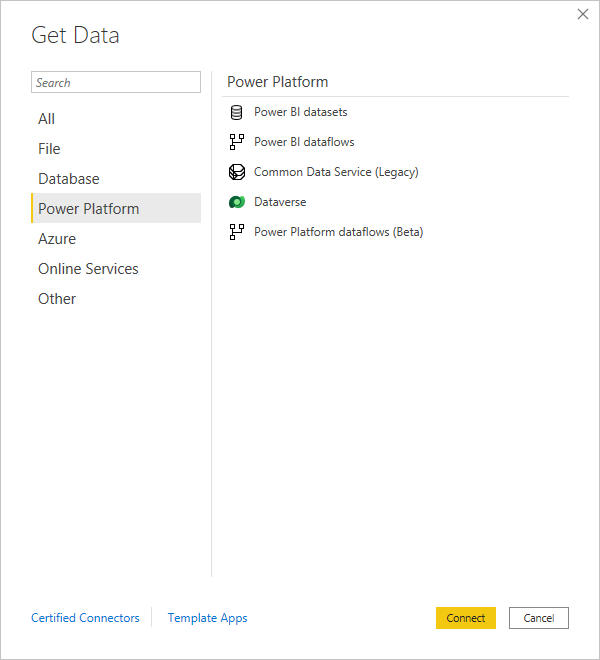 Get Data
Search
All
File
Database
Power Platform
Azure
Online Services
Other
Power Platform
Power BI datasets
Power BI dataflows
Common Data Service (Legacy)
Dataverse
Power Platform dataflows (Beta)
Certified Connectors
Template Apps
Connect
Cancel